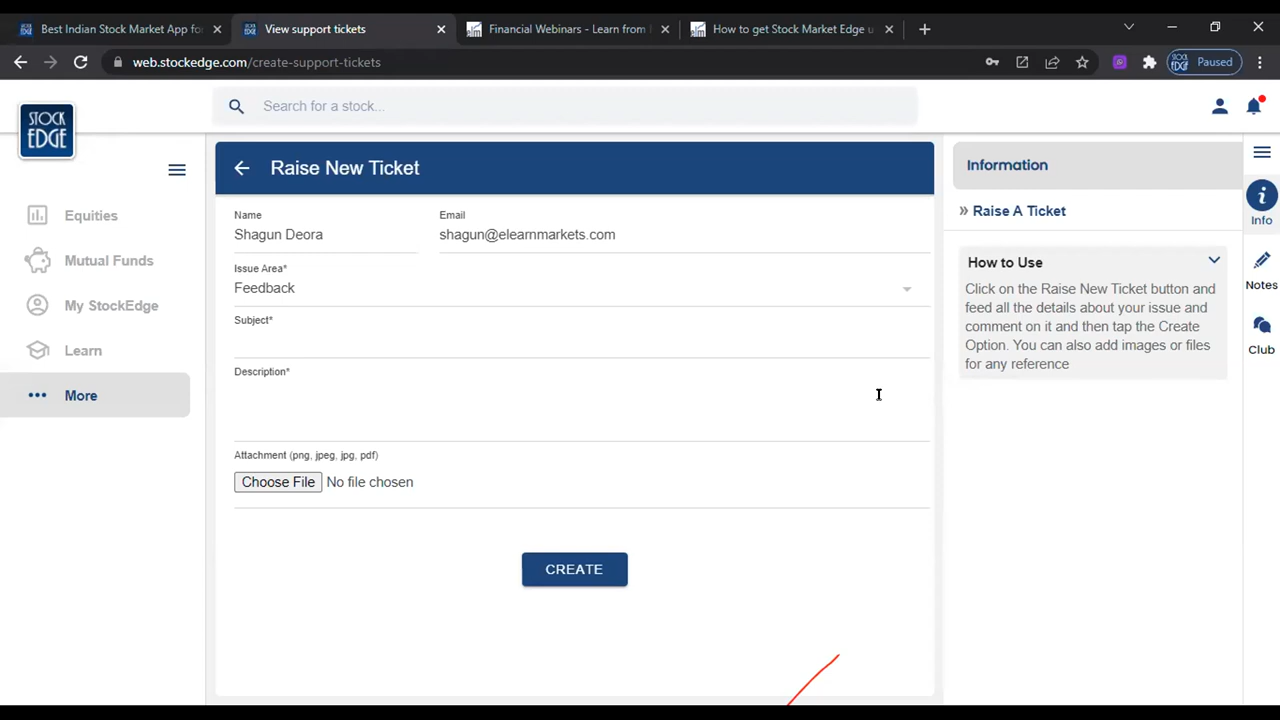 Best Indian Stock Market App for
View support tickets
Financial Webinars - Learn from
How to get Stock Market Edge u
web.stockedge.com/create-support-tickets
STOCK EDGE
Paused
STOCK
EDGE
Search for a stock...
Equities
Mutual Funds
My StockEdge
Learn
More
Raise New Ticket
Name
Email
Shagun Deora
shagun@elearnmarkets.com
Issue Area*
Feedback
Subject*
Description*
Attachment (png, jpeg, jpg, pdf)
Choose File No file chosen
CREATE
Information
» Raise A Ticket
How to Use
Click on the Raise New Ticket button and
feed all the details about your issue and
comment on it and then tap the Create
Option. You can also add images or files
for any reference
Info
Notes
Club